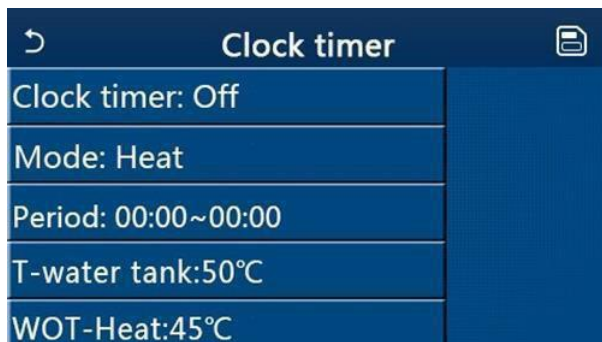 Clock timer
Clock timer: Off
Mode: Heat
Period: 00:00~00:00
T-water tank:50℃
WOT-Heat:45℃